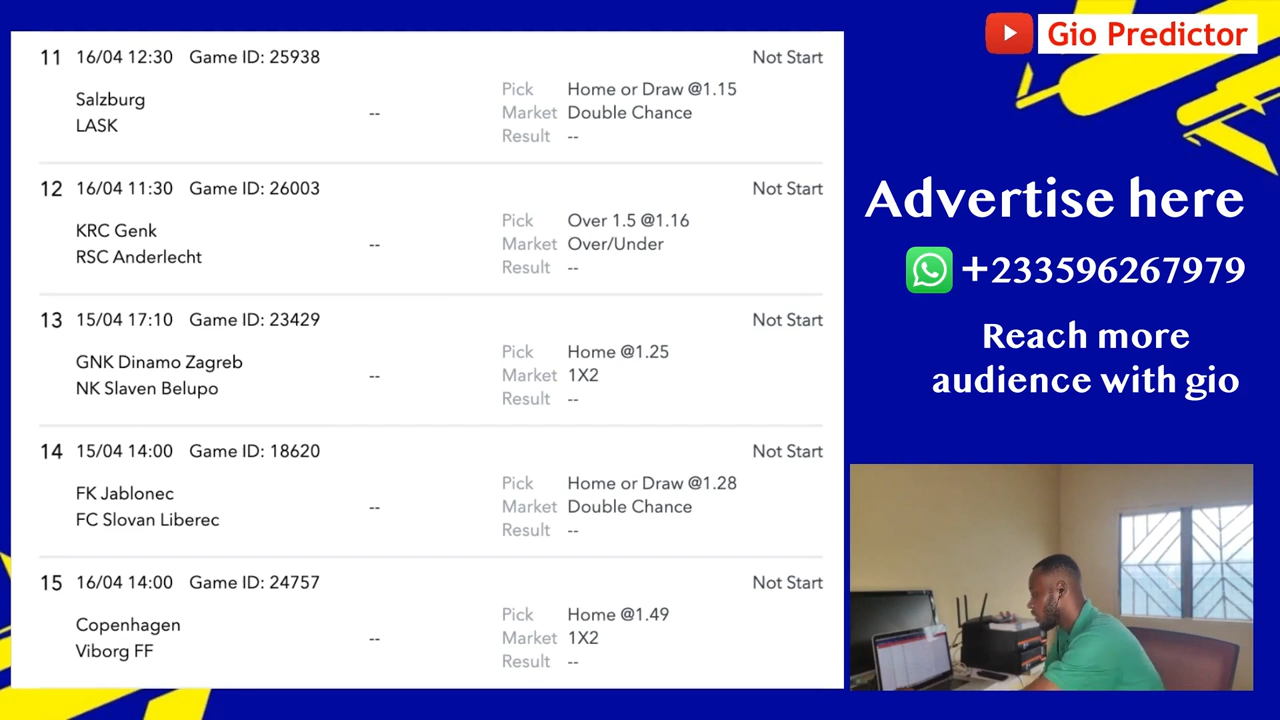 11 16/04 12:30 Game ID: 25938 Not Start
Salzburg
LASK
--
Pick Home or Draw @1.15
Market Double Chance
Result --
12 16/04 11:30 Game ID: 26003 Not Start
KRC Genk
RSC Anderlecht
--
Pick Over 1.5 @1.16
Market Over/Under
Result --
13 15/04 17:10 Game ID: 23429 Not Start
GNK Dinamo Zagreb
NK Slaven Belupo
--
Pick Home @1.25
Market 1X2
Result --
14 15/04 14:00 Game ID: 18620 Not Start
FK Jablonec
FC Slovan Liberec
--
Pick Home or Draw @1.28
Market Double Chance
Result --
15 16/04 14:00 Game ID: 24757 Not Start
Copenhagen
Viborg FF
--
Pick Home @1.49
Market 1X2
Result --
Gio Predictor
Advertise here
+233596267979
Reach more
audience with gio